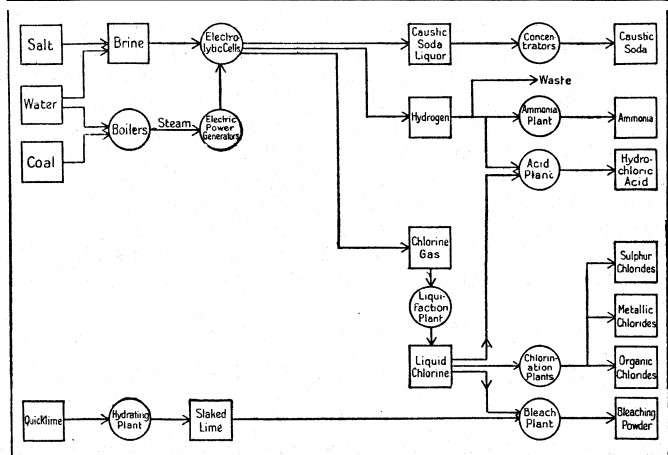 Salt
Brine
Electro
lytic Cells
Caustic
Soda
Liquor
Concen-
trators
Caustic
Soda
Waste
Water
Hydrogen
Ammonia
Plant
Ammonia
Boilers
Steam
Electric
Power
Generators
Coal
Acid
Plant
Hydro-
chloric
Acid
Chlorine
Gas
Sulphur
Chlorides
Liqui-
faction
Plant
Metallic
Chlorides
Liquid
Chlorine
Chlorin-
ation
Plants
Organic
Chlorides
Quicklime
Hydrating
Plant
Slaked
Lime
Bleach
Plant
Bleaching
Powder